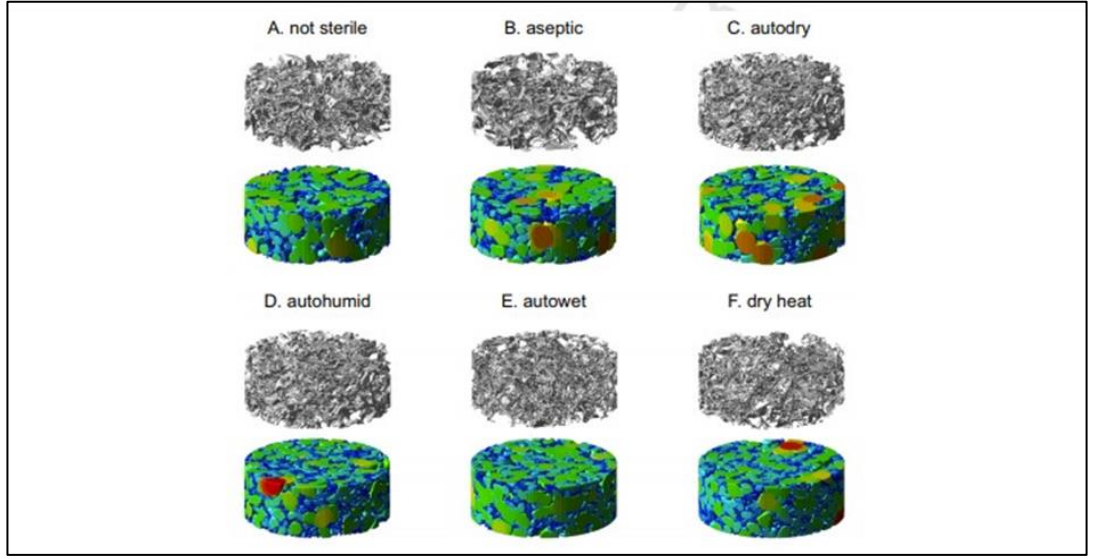 A. not sterile
B. aseptic
C. autodry
D. autohumid
E. autowet
F. dry heat